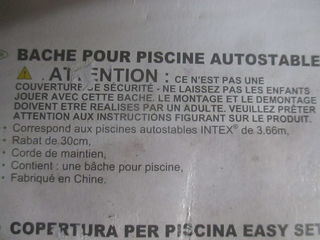 BACHE POUR PISCINE AUTOSTABLE
ATTENTION : CE N'EST PAS UNE
COUVERTURE DE SÉCURITÉ - NE LAISSEZ PAS LES ENFANTS
JOUER AVEC CETTE BACHE. LE MONTAGE ET LE DEMONTAGE
DOIVENT ETRE REALISES PAR UN ADULTE. VEUILLEZ PRÊTER
ATTENTION AUX INSTRUCTIONS FIGURANT SUR LE PRODUIT.
• Correspond aux piscines autostables INTEX® de 3.66m.
• Rabat de 30cm,
• Corde de maintien,
• Contient : une bâche pour piscine,
• Fabriqué en Chine.
COPERTURA PER PISCINA EASY SET